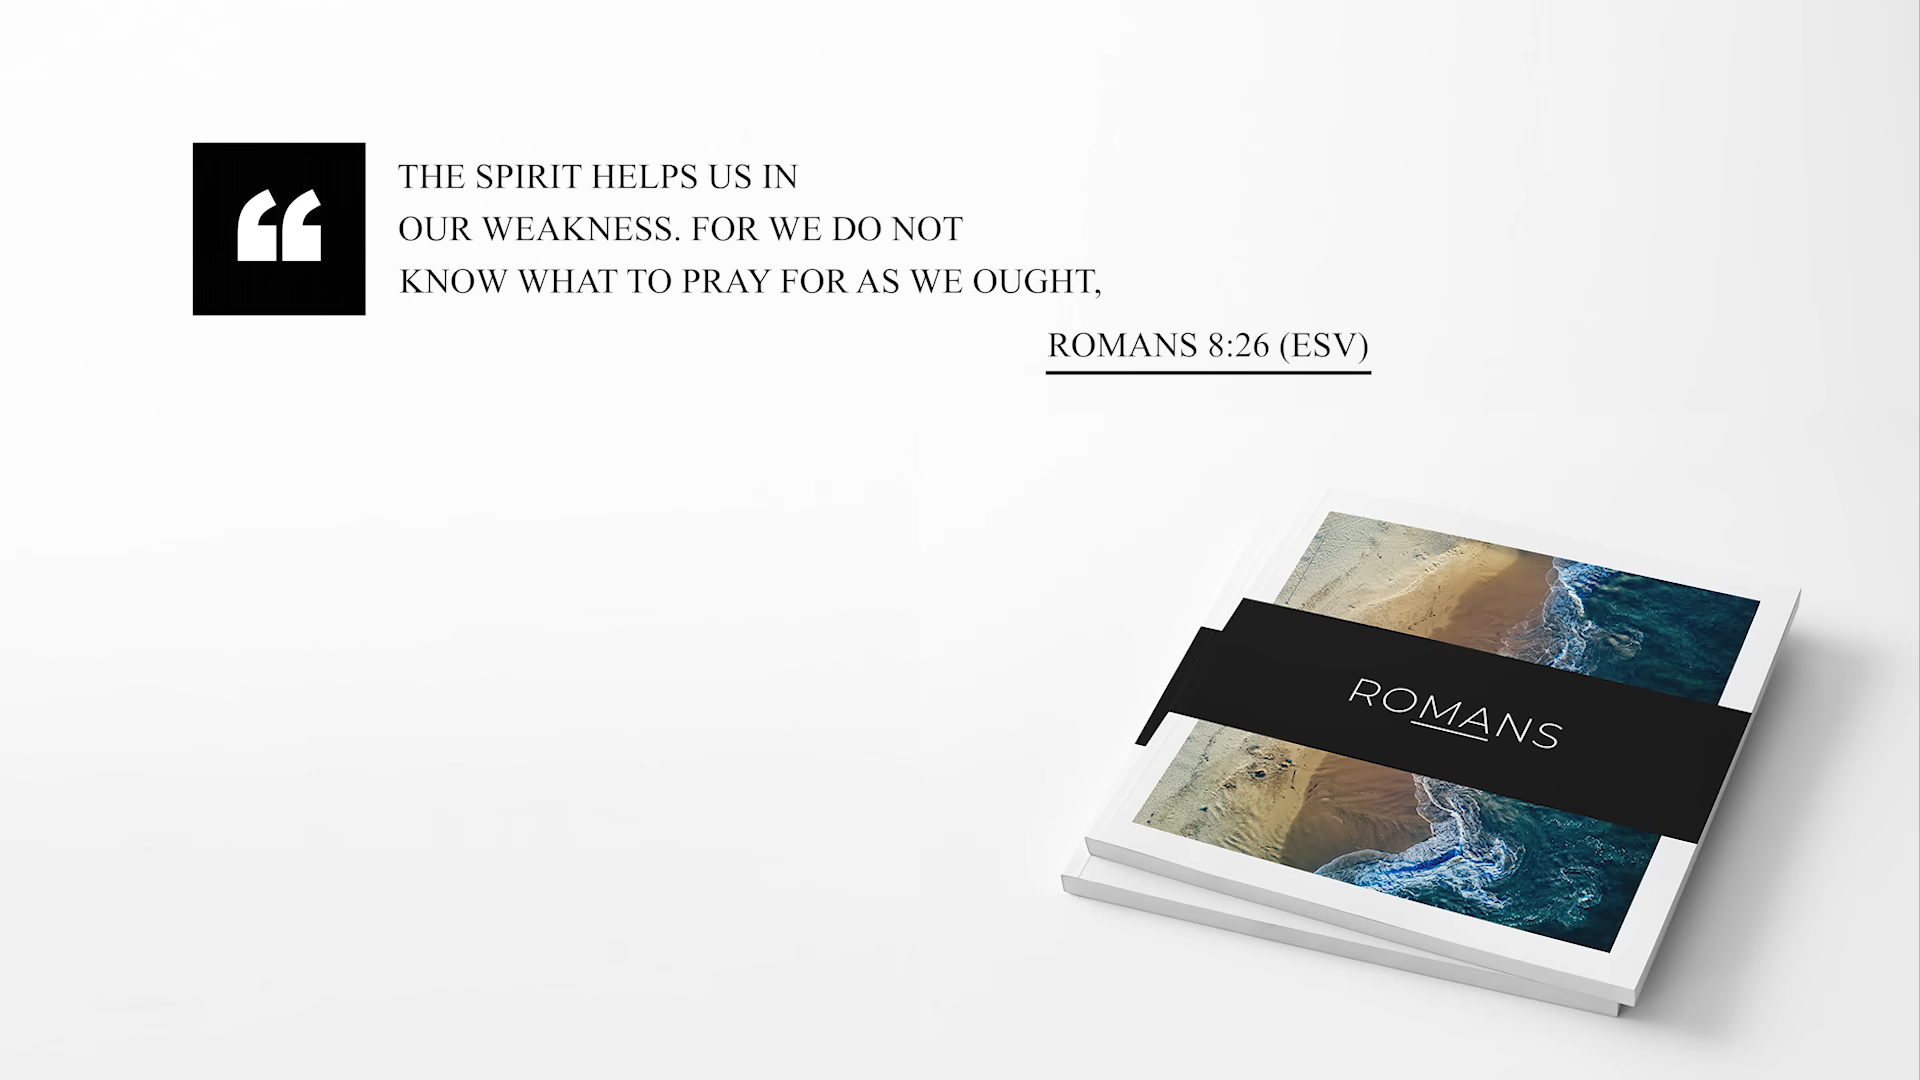 THE SPIRIT HELPS US IN
OUR WEAKNESS. FOR WE DO NOT
KNOW WHAT TO PRAY FOR AS WE OUGHT,
ROMANS 8:26 (ESV)
ROMANS